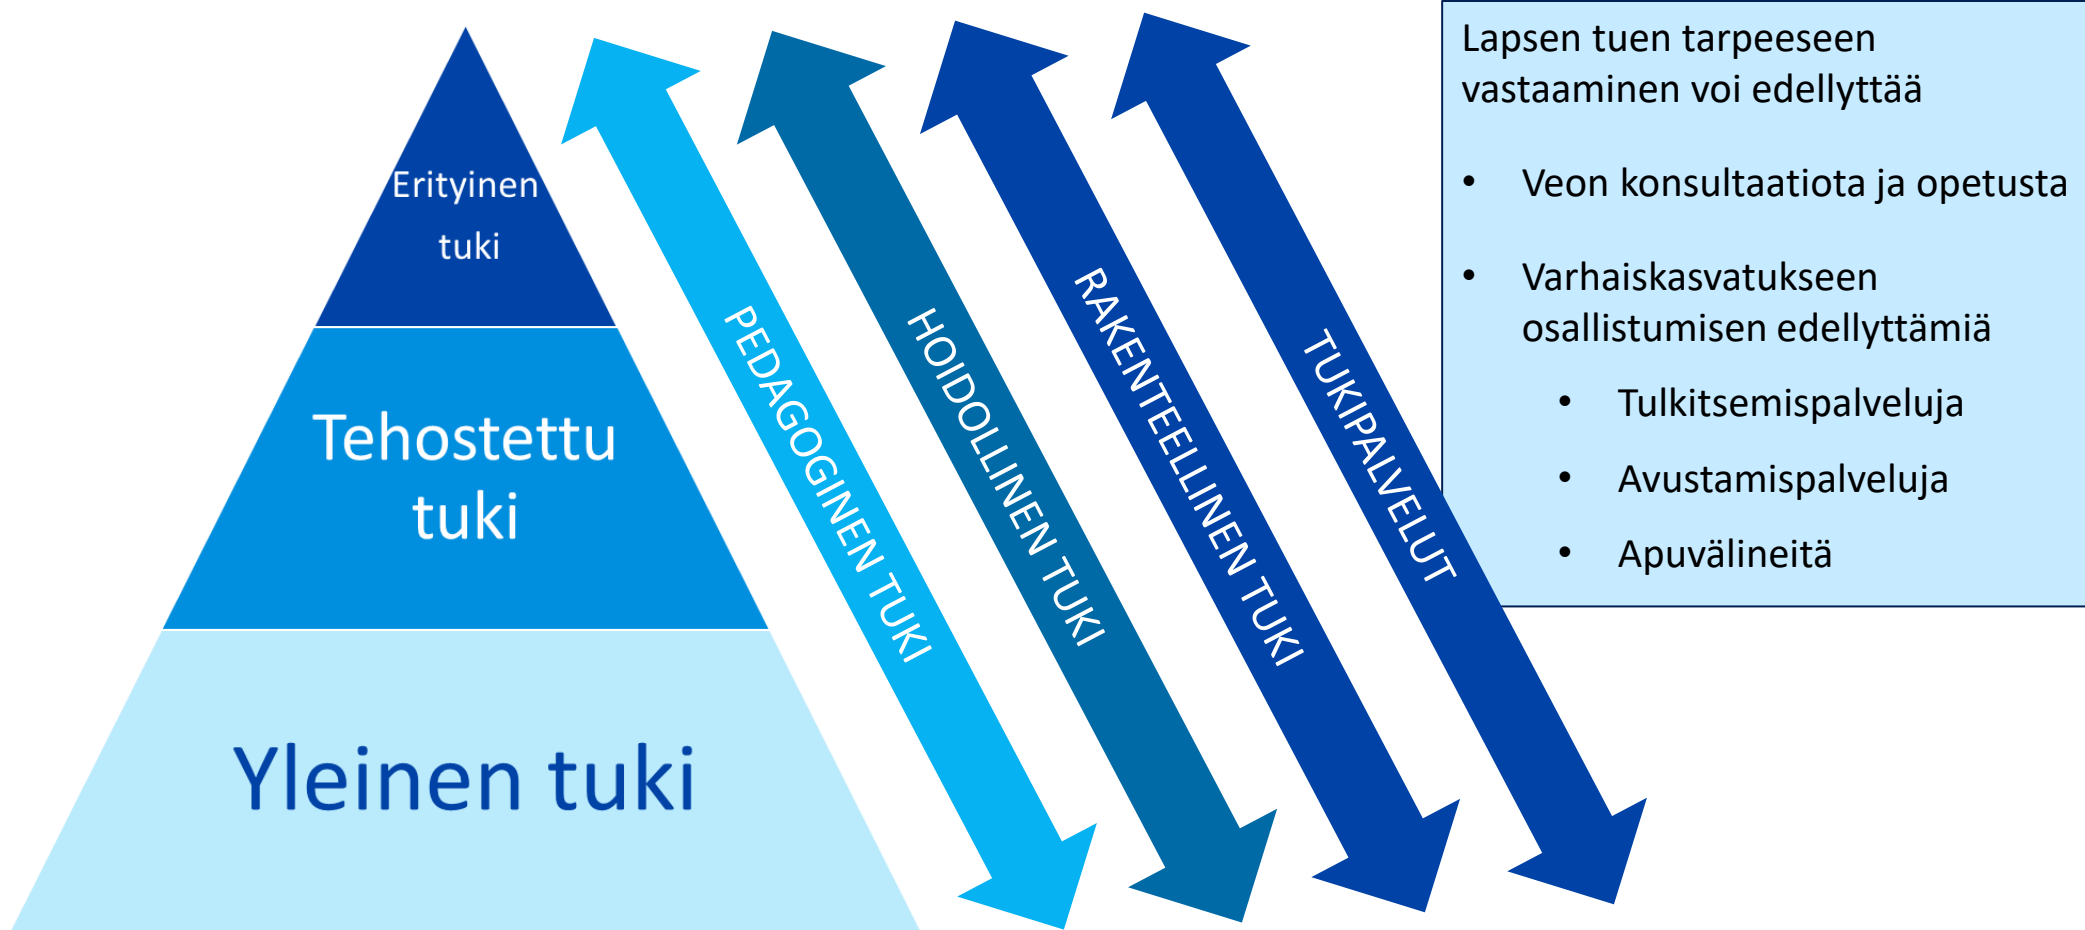 Erityinen
tuki
Tehostettu
tuki
Yleinen tuki
PEDAGOGINEN TUKI
HOIDOLLINEN TUKI
RAKENTEELLINEN TUKI
TUKIPALVELUT
Lapsen tuen tarpeeseen
vastaaminen voi edellyttää
• Veon konsultaatiota ja opetusta
• Varhaiskasvatukseen
osallistumisen edellyttämiä
• Tulkitsemispalveluja
• Avustamispalveluja
• Apuvälineitä